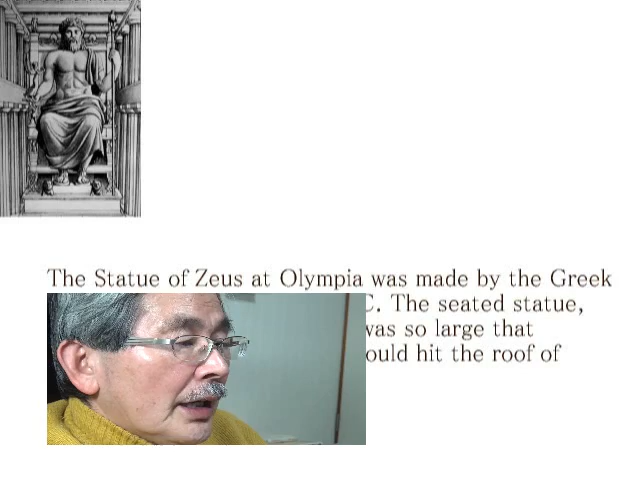 The Statue of Zeus at Olympia was made by the Greek
C. The seated statue,
was so large that
ould hit the roof of